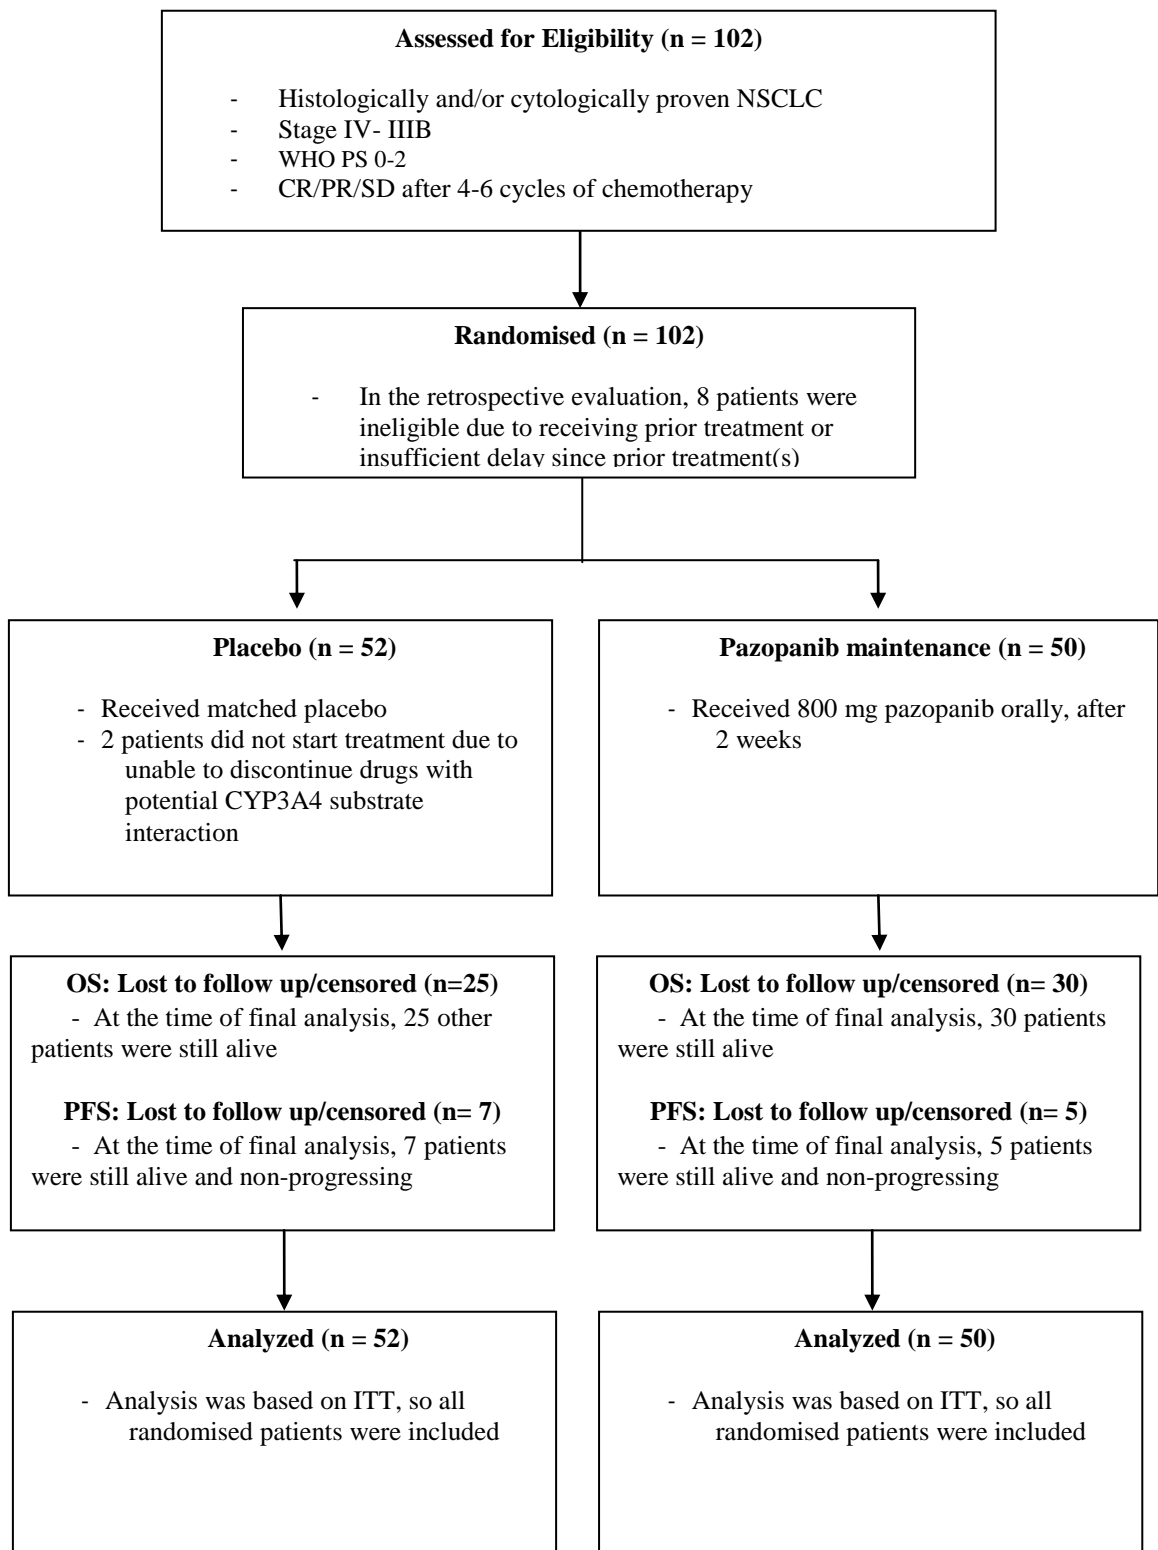 Assessed for Eligibility (n = 102)
- Histologically and/or cytologically proven NSCLC
- Stage IV- IIIB
- WHO PS 0-2
- CR/PR/SD after 4-6 cycles of chemotherapy
Randomised (n = 102)
- In the retrospective evaluation, 8 patients were
ineligible due to receiving prior treatment or
insufficient delay since prior treatment(s)
Placebo (n = 52)
- Received matched placebo
- 2 patients did not start treatment due to
unable to discontinue drugs with
potential CYP3A4 substrate
interaction
Pazopanib maintenance (n = 50)
- Received 800 mg pazopanib orally, after
2 weeks
OS: Lost to follow up/censored (n=25)
- At the time of final analysis, 25 other
patients were still alive
PFS: Lost to follow up/censored (n= 7)
- At the time of final analysis, 7 patients
were still alive and non-progressing
OS: Lost to follow up/censored (n= 30)
- At the time of final analysis, 30 patients
were still alive
PFS: Lost to follow up/censored (n= 5)
- At the time of final analysis, 5 patients
were still alive and non-progressing
Analyzed (n = 52)
- Analysis was based on ITT, so all
randomised patients were included
Analyzed (n = 50)
- Analysis was based on ITT, so all
randomised patients were included